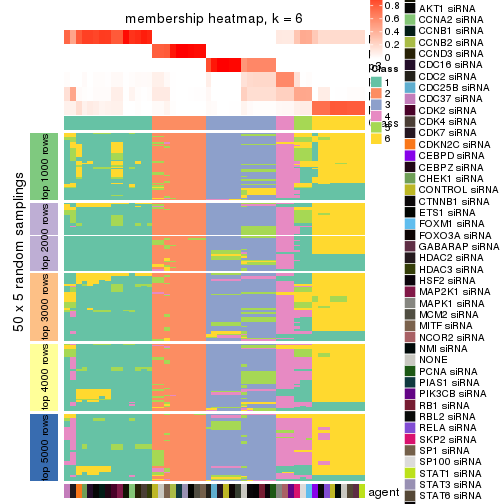 membership heatmap, k = 6
50 x 5 random samplings
top 1000 rows
top 2000 rows
top 3000 rows
top 4000 rows
top 5000 rows
0.8
0.6
0.4
0.2
0
Class
1
2
3
4
6
agent
AKT1 siRNA
CCNA2 siRNA
CCNB1 siRNA
CCNB2 siRNA
CCND3 siRNA
CDC16 siRNA
CDC2 siRNA
CDC25B siRNA
CDC37 siRNA
CDK2 siRNA
CDK4 siRNA
CDK7 siRNA
CDKN2C siRNA
CEBPD siRNA
CEBPZ siRNA
CHEK1 siRNA
CONTROL siRNA
CTNNB1 siRNA
ETS1 siRNA
FOXM1 siRNA
FOXO3A siRNA
GABARAP siRNA
HDAC2 siRNA
HDAC3 siRNA
HSF2 siRNA
MAP2K1 siRNA
MAPK1 siRNA
MCM2 siRNA
MITF siRNA
NCOR2 siRNA
NMI siRNA
NONE
PCNA siRNA
PIAS1 siRNA
PIK3CB siRNA
RB1 siRNA
RBL2 siRNA
RELA siRNA
SKP2 siRNA
SP1 siRNA
SP100 siRNA
STAT1 siRNA
STAT3 siRNA
STAT6 siRNA